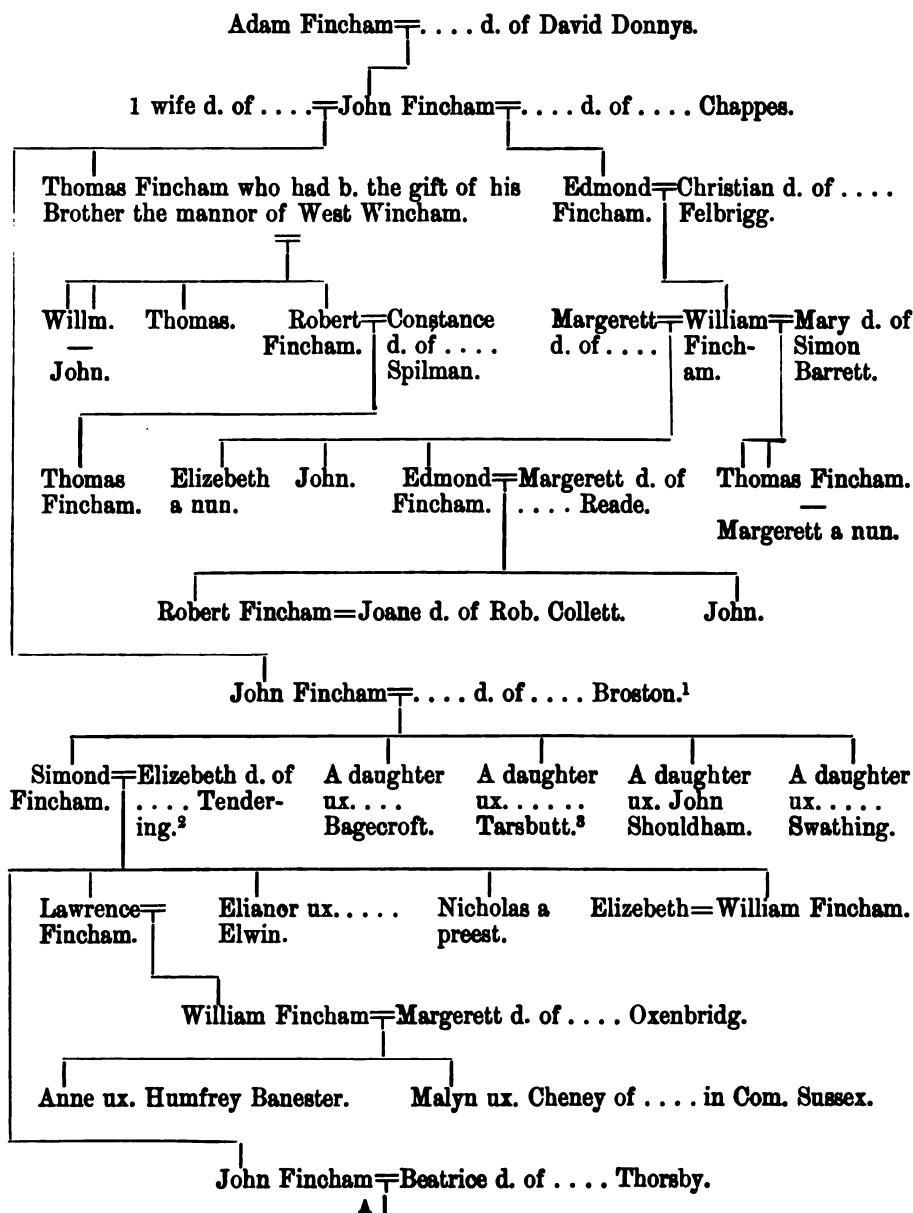 Adam Fincham=. . . . d. of David Donnys.
1 wife d. of . . . .=John Fincham=. . . . d. of . . . . Chappes.
Thomas Fincham who had b. the gift of his
Brother the mannor of West Wincham.
Edmond=Christian d. of . . . .
Fincham. Felbrigg.
Willm.
—
John.
Thomas.
Robert=Constance
Fincham. d. of . . . .
Spilman.
Margerett=William=Mary d. of
d. of . . . . Finch- Simon
am. Barrett.
Thomas
Fincham.
Elizebeth
a nun.
John.
Edmond=Margerett d. of
Fincham. . . . . Reade.
Thomas Fincham.
—
Margerett a nun.
Robert Fincham=Joane d. of Rob. Collett.
John.
John Fincham=. . . . d. of . . . . Broston.¹
Simond=Elizebeth d. of
Fincham. . . . . Tender-
ing.²
A daughter
ux. . . .
Bagecroft.
A daughter
ux. . . . . .
Tarsbutt.³
A daughter
ux. John
Shouldham.
A daughter
ux. . . . .
Swathing.
Lawrence=
Fincham.
Elianor ux. . . . .
Elwin.
Nicholas a
preest.
Elizebeth=William Fincham.
William Fincham=Margerett d. of . . . . Oxenbridg.
Anne ux. Humfrey Banester.
Malyn ux. Cheney of . . . . in Com. Sussex.
John Fincham=Beatrice d. of . . . . Thorsby.
A